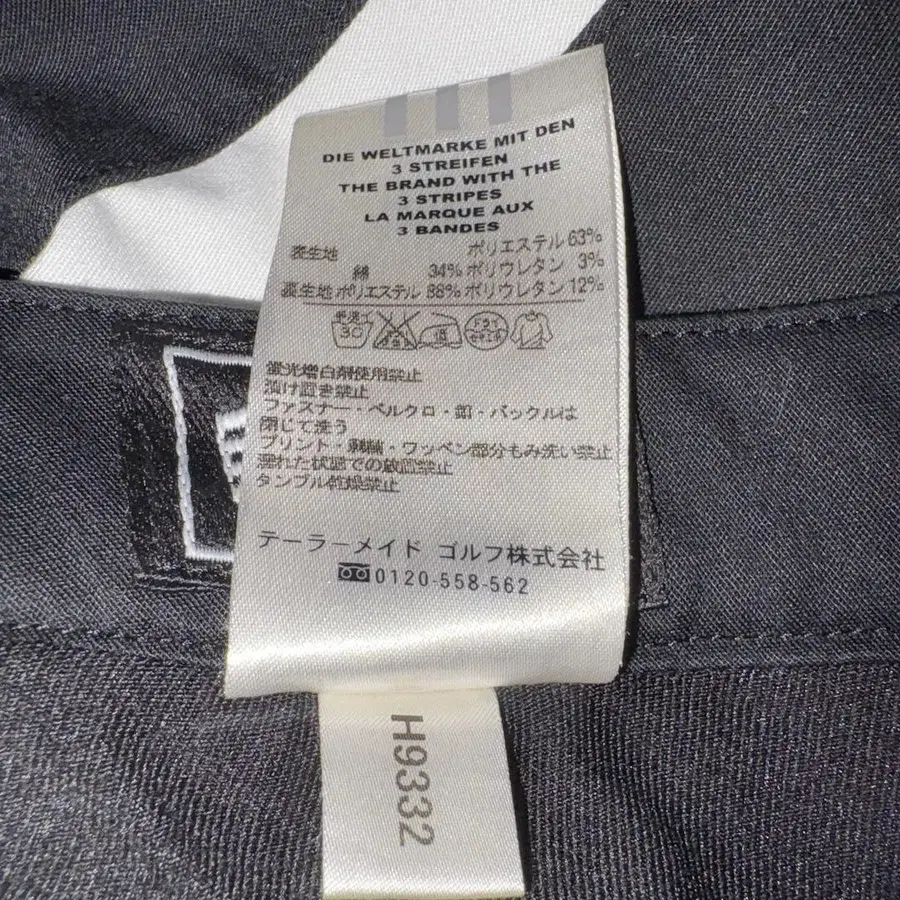 DIE WELTMARKE MIT DEN
3 STREIFEN
THE BRAND WITH THE
3 STRIPES
LA MARQUE AUX
3 BANDES
表生地 ポリエステル 63%
綿 34% ポリウレタン 3%
裏生地 ポリエステル 88% ポリウレタン 12%
30 ドライ
蛍光増白剤使用禁止
漬け置き禁止
ファスナー・ベルクロ・釦・バックルは
閉じて洗う
プリント・刺繍・ワッペン部分もみ洗い禁止
濡れた状態での放置禁止
タンブル乾燥禁止
テーラーメイド ゴルフ株式会社
0120-558-562
H9332